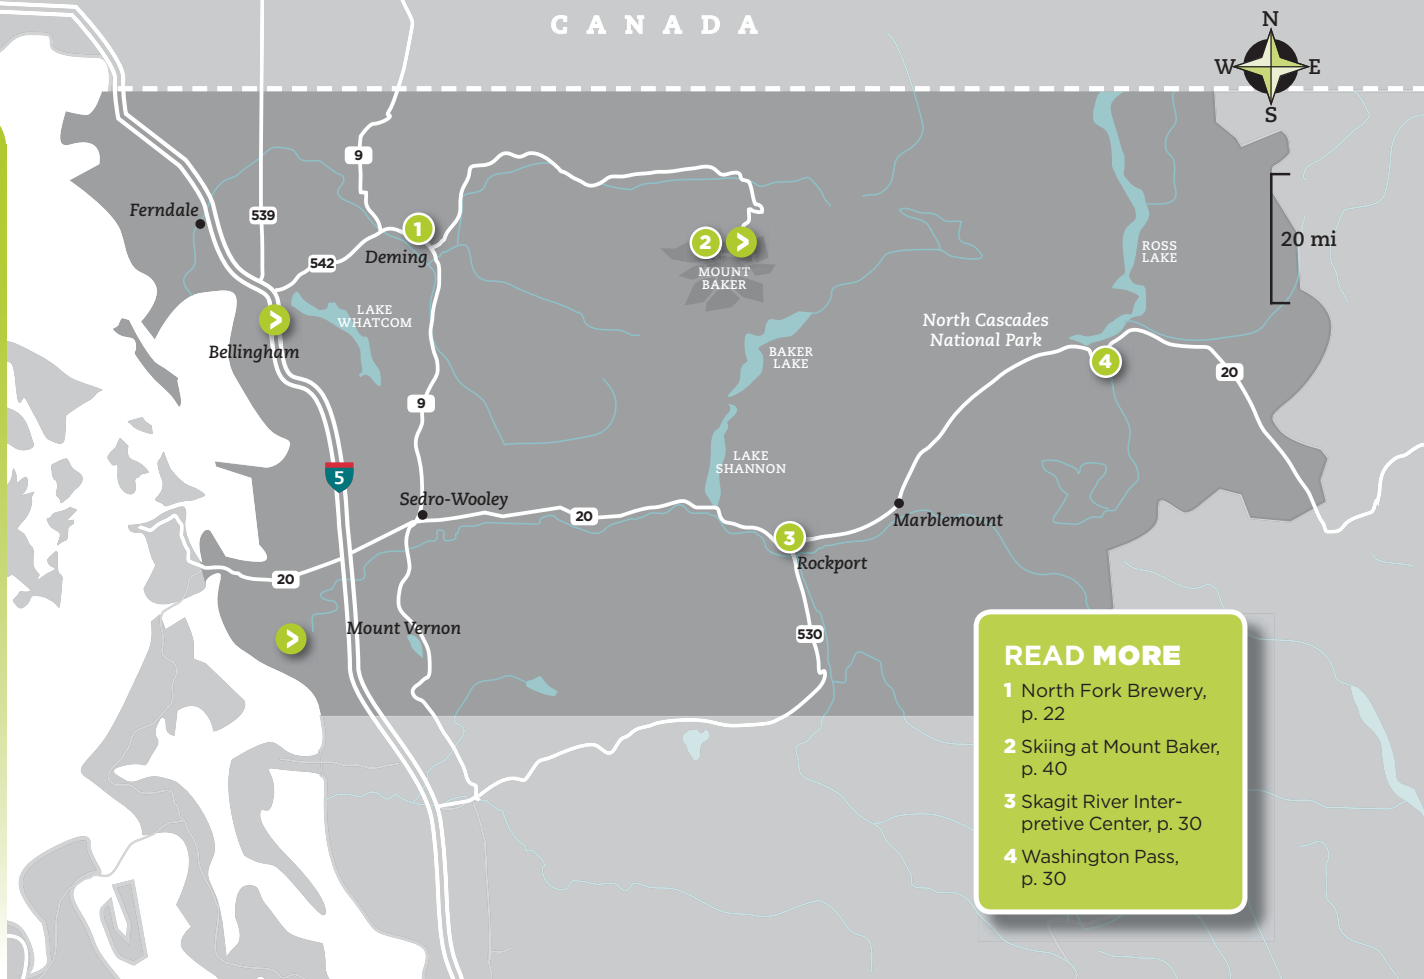 CANADA
N
W
E
S
9
Ferndale
539
1
Deming
542
2
MOUNT
BAKER
ROSS
LAKE
20 mi
LAKE
WHATCOM
Bellingham
North Cascades
National Park
BAKER
LAKE
4
20
9
LAKE
SHANNON
5
Sedro-Wooley
20
Marblemount
3
Rockport
20
Mount Vernon
530
READ MORE
1 North Fork Brewery,
p. 22
2 Skiing at Mount Baker,
p. 40
3 Skagit River Inter-
pretive Center, p. 30
4 Washington Pass,
p. 30